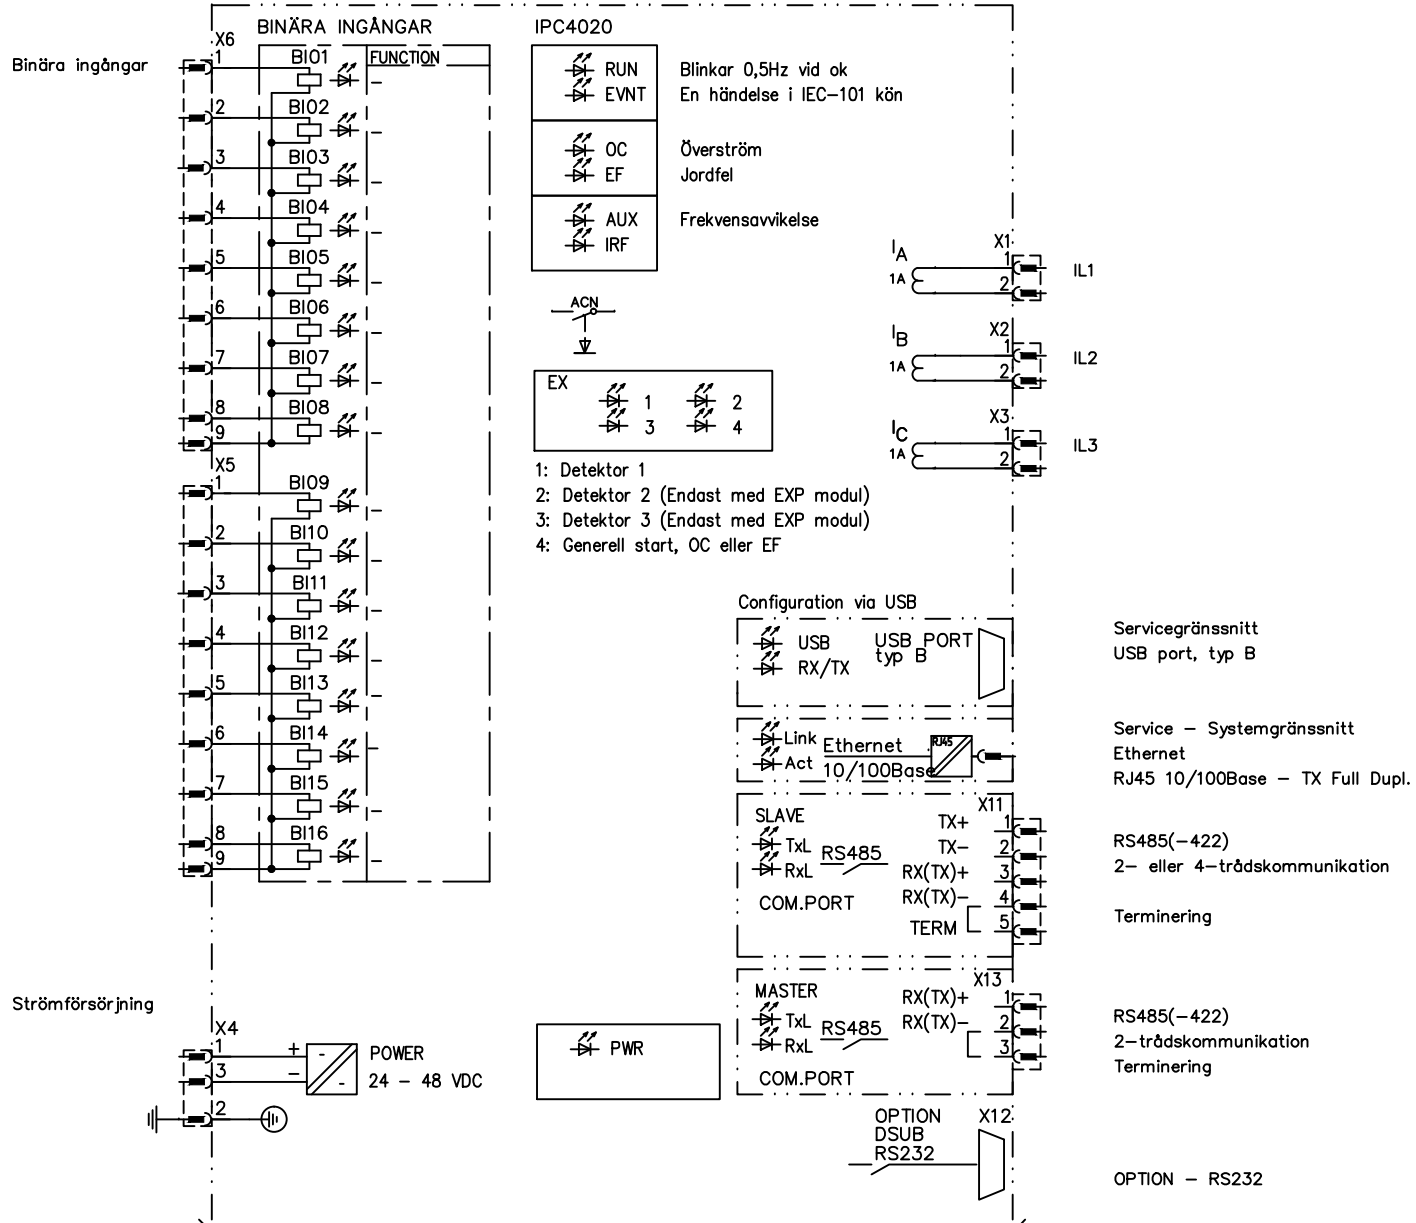 BINÄRA INGÅNGAR
IPC4020
Binära ingångar
X6
FUNCTION
1
BI01
–
2
BI02
–
3
BI03
–
4
BI04
–
5
BI05
–
6
BI06
–
7
BI07
–
8
BI08
–
9
X5
1
BI09
–
2
BI10
–
3
BI11
–
4
BI12
–
5
BI13
–
6
BI14
–
7
BI15
–
8
BI16
–
9
RUN Blinkar 0,5Hz vid ok
EVNT En händelse i IEC–101 kön
OC Överström
EF Jordfel
AUX Frekvensavvikelse
IRF
ACN
EX
1 2
3 4
1: Detektor 1
2: Detektor 2 (Endast med EXP modul)
3: Detektor 3 (Endast med EXP modul)
4: Generell start, OC eller EF
IA X1
1
1A IL1
2
IB X2
1
1A IL2
2
IC X3
1
1A IL3
2
Configuration via USB
USB USB PORT
RX/TX typ B
Servicegränssnitt
USB port, typ B
Link Ethernet RJ45
Act 10/100Base
Service – Systemgränssnitt
Ethernet
RJ45 10/100Base – TX Full Dupl.
X11
SLAVE TX+ 1
TxL TX– 2
RxL RS485 RX(TX)+ 3
COM.PORT RX(TX)– 4
TERM 5
RS485(–422)
2– eller 4–trådskommunikation
Terminering
X13
MASTER RX(TX)+ 1
TxL RS485 RX(TX)– 2
RxL 3
COM.PORT
RS485(–422)
2–trådskommunikation
Terminering
Strömförsörjning
X4
1 + – POWER
3 – – 24 – 48 VDC
2
PWR
OPTION X12
DSUB
RS232
OPTION – RS232